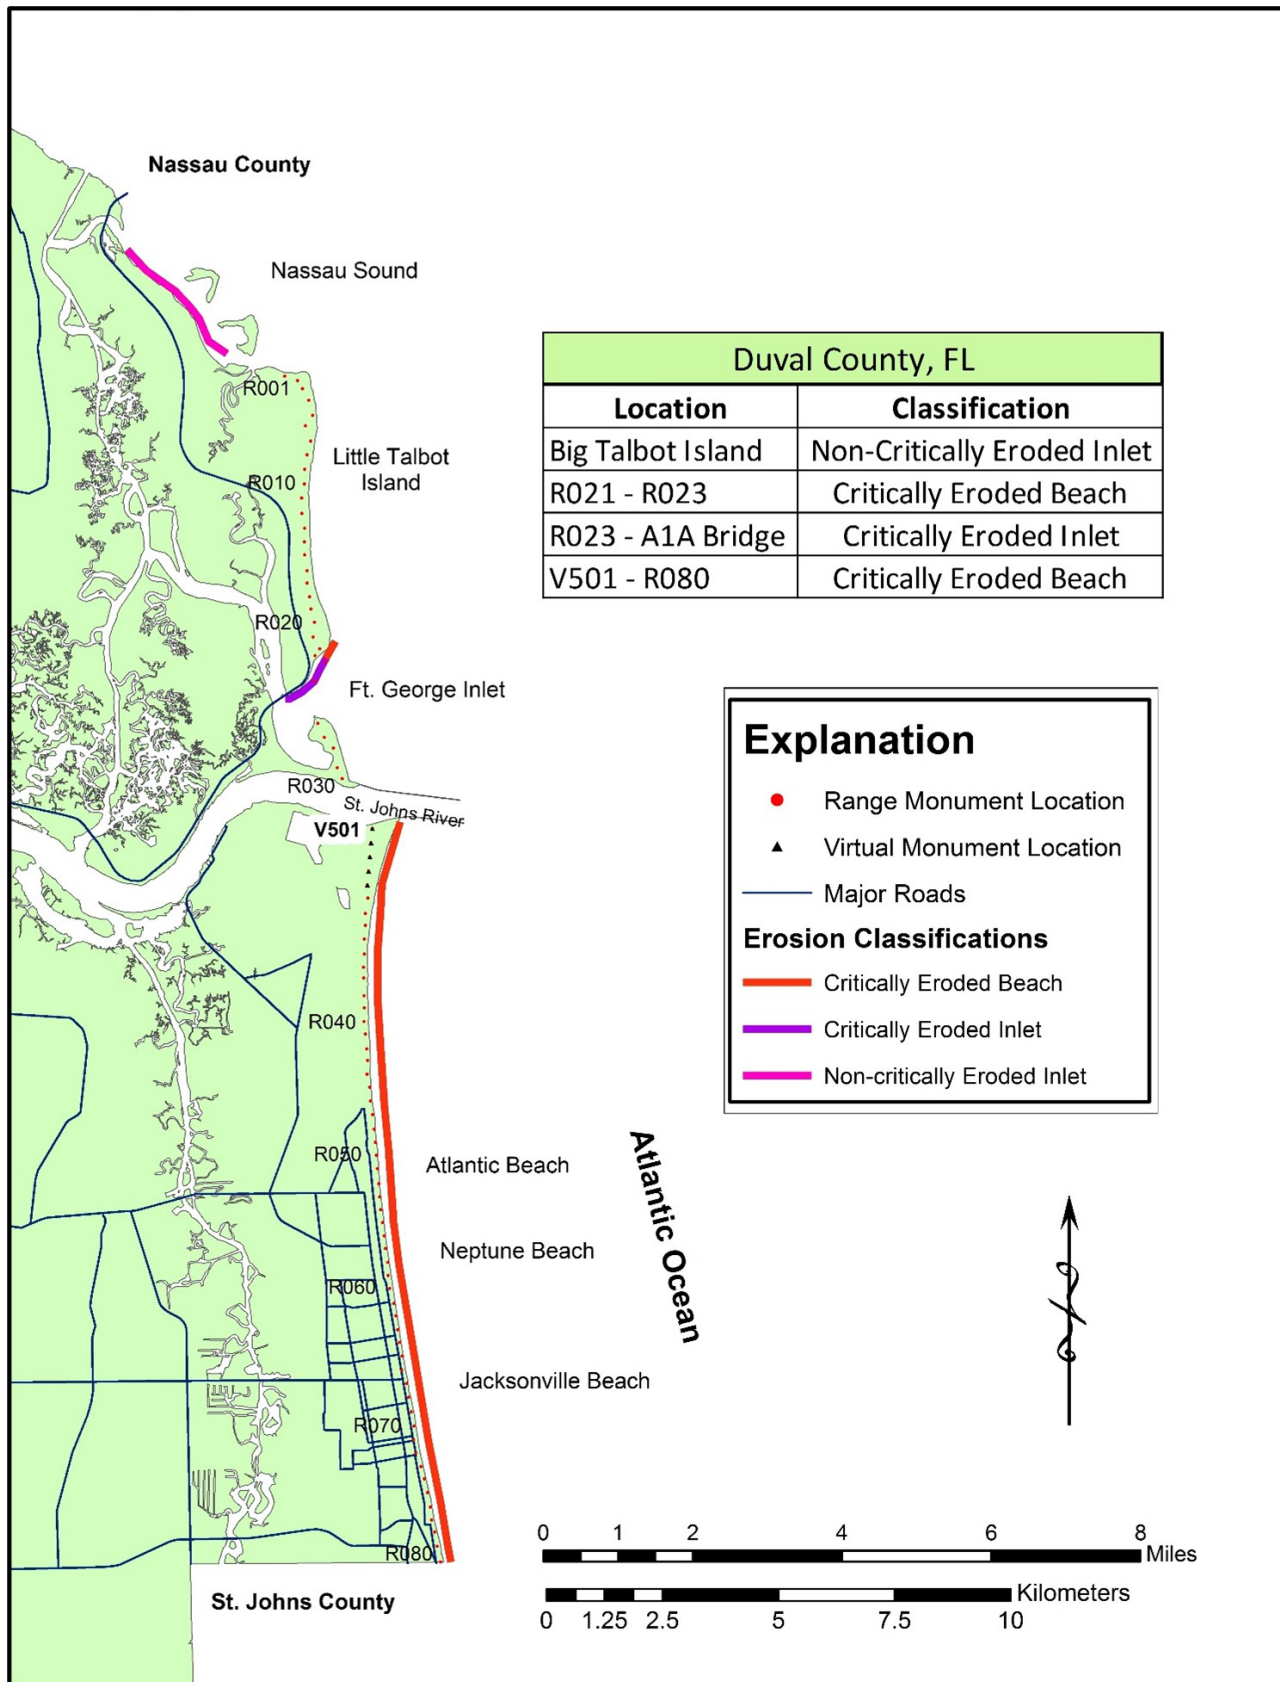 Nassau County
Nassau Sound
R001
Little Talbot
Island
R010
R020
Ft. George Inlet
R030
St. Johns River
V501
R040
R050
Atlantic Beach
Neptune Beach
R060
Jacksonville Beach
R070
R080
St. Johns County
Atlantic Ocean
Duval County, FL
Location Classification
Big Talbot Island Non-Critically Eroded Inlet
R021 - R023 Critically Eroded Beach
R023 - A1A Bridge Critically Eroded Inlet
V501 - R080 Critically Eroded Beach
Explanation
Range Monument Location
Virtual Monument Location
Major Roads
Erosion Classifications
Critically Eroded Beach
Critically Eroded Inlet
Non-critically Eroded Inlet
0 1 2 4 6 8
Miles
Kilometers
0 1.25 2.5 5 7.5 10